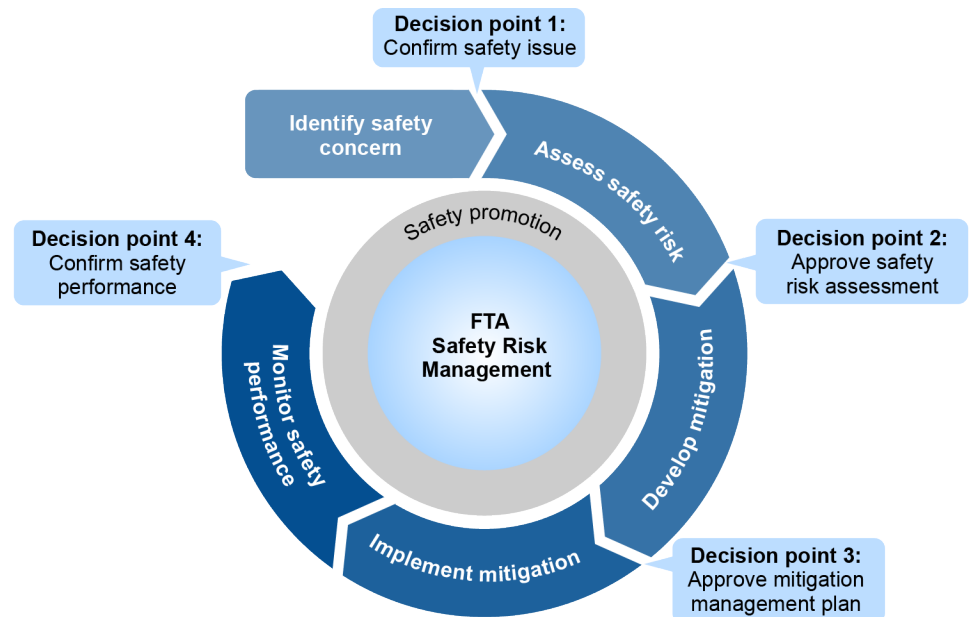 Decision point 1:
Confirm safety issue
Identify safety
concern
Assess safety risk
Safety promotion
Decision point 4:
Confirm safety
performance
Decision point 2:
Approve safety
risk assessment
FTA
Safety Risk
Management
Develop mitigation
Monitor safety
performance
Implement mitigation
Decision point 3:
Approve mitigation
management plan